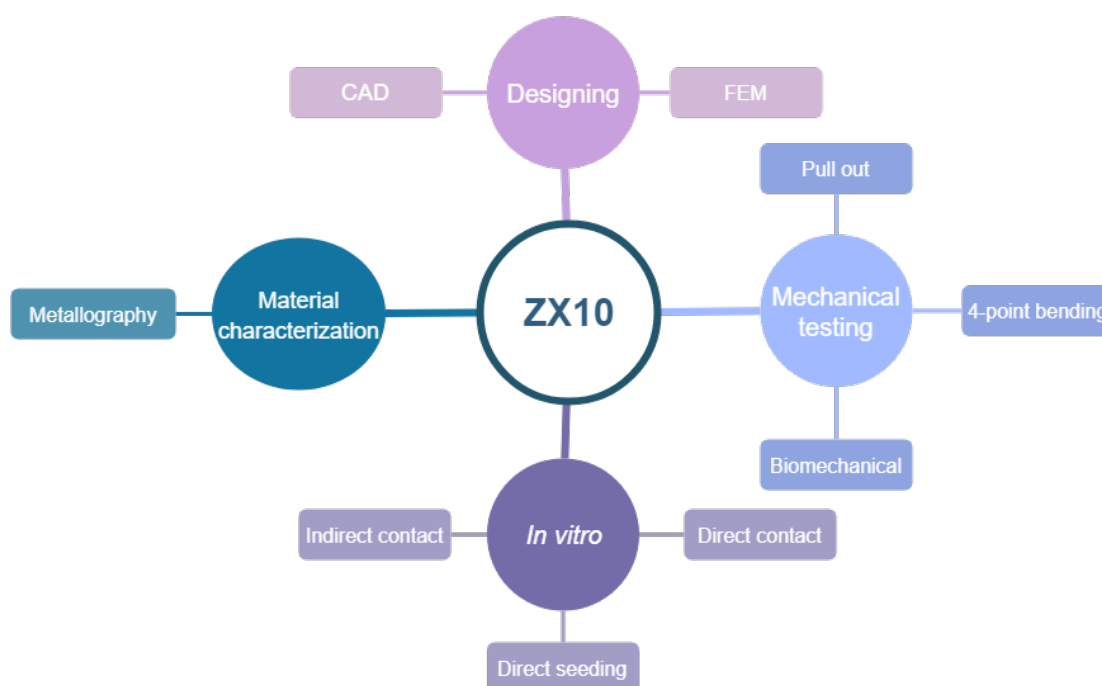 Designing
CAD
FEM
Pull out
ZX10
Material
characterization
Metallography
Mechanical
testing
4-point bending
Biomechanical
In vitro
Indirect contact
Direct contact
Direct seeding